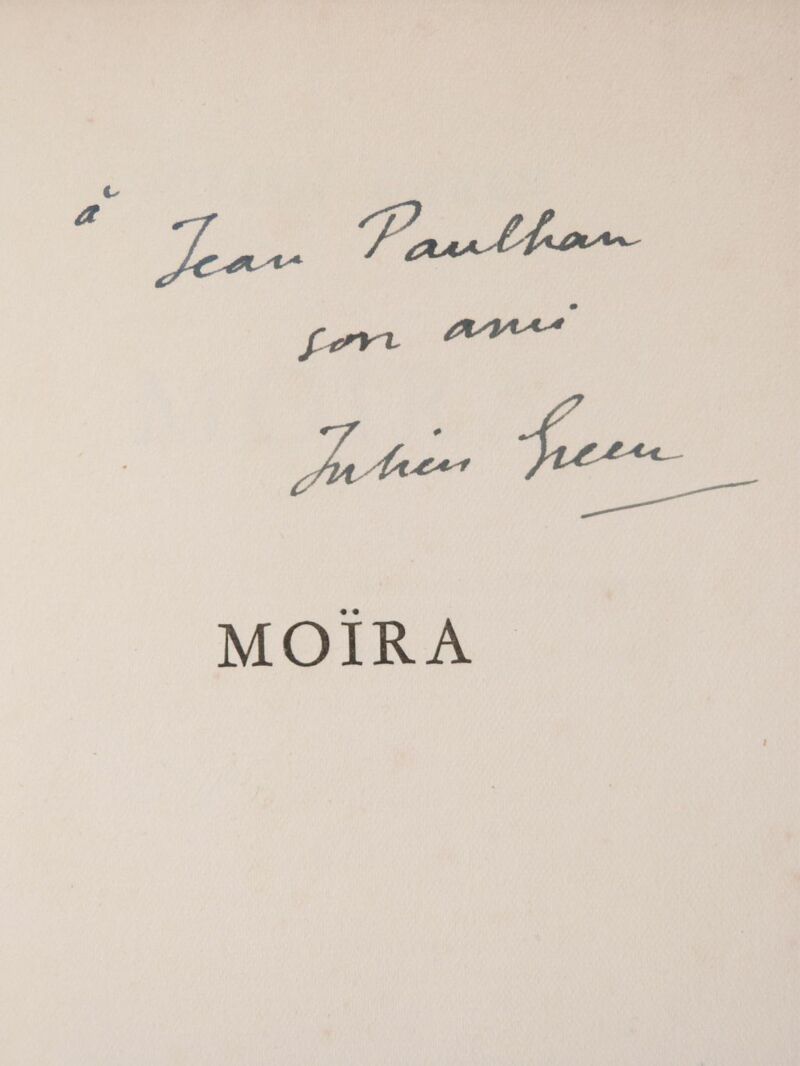 à Jean Paulhan
son ami
Julien Green
MOÏRA